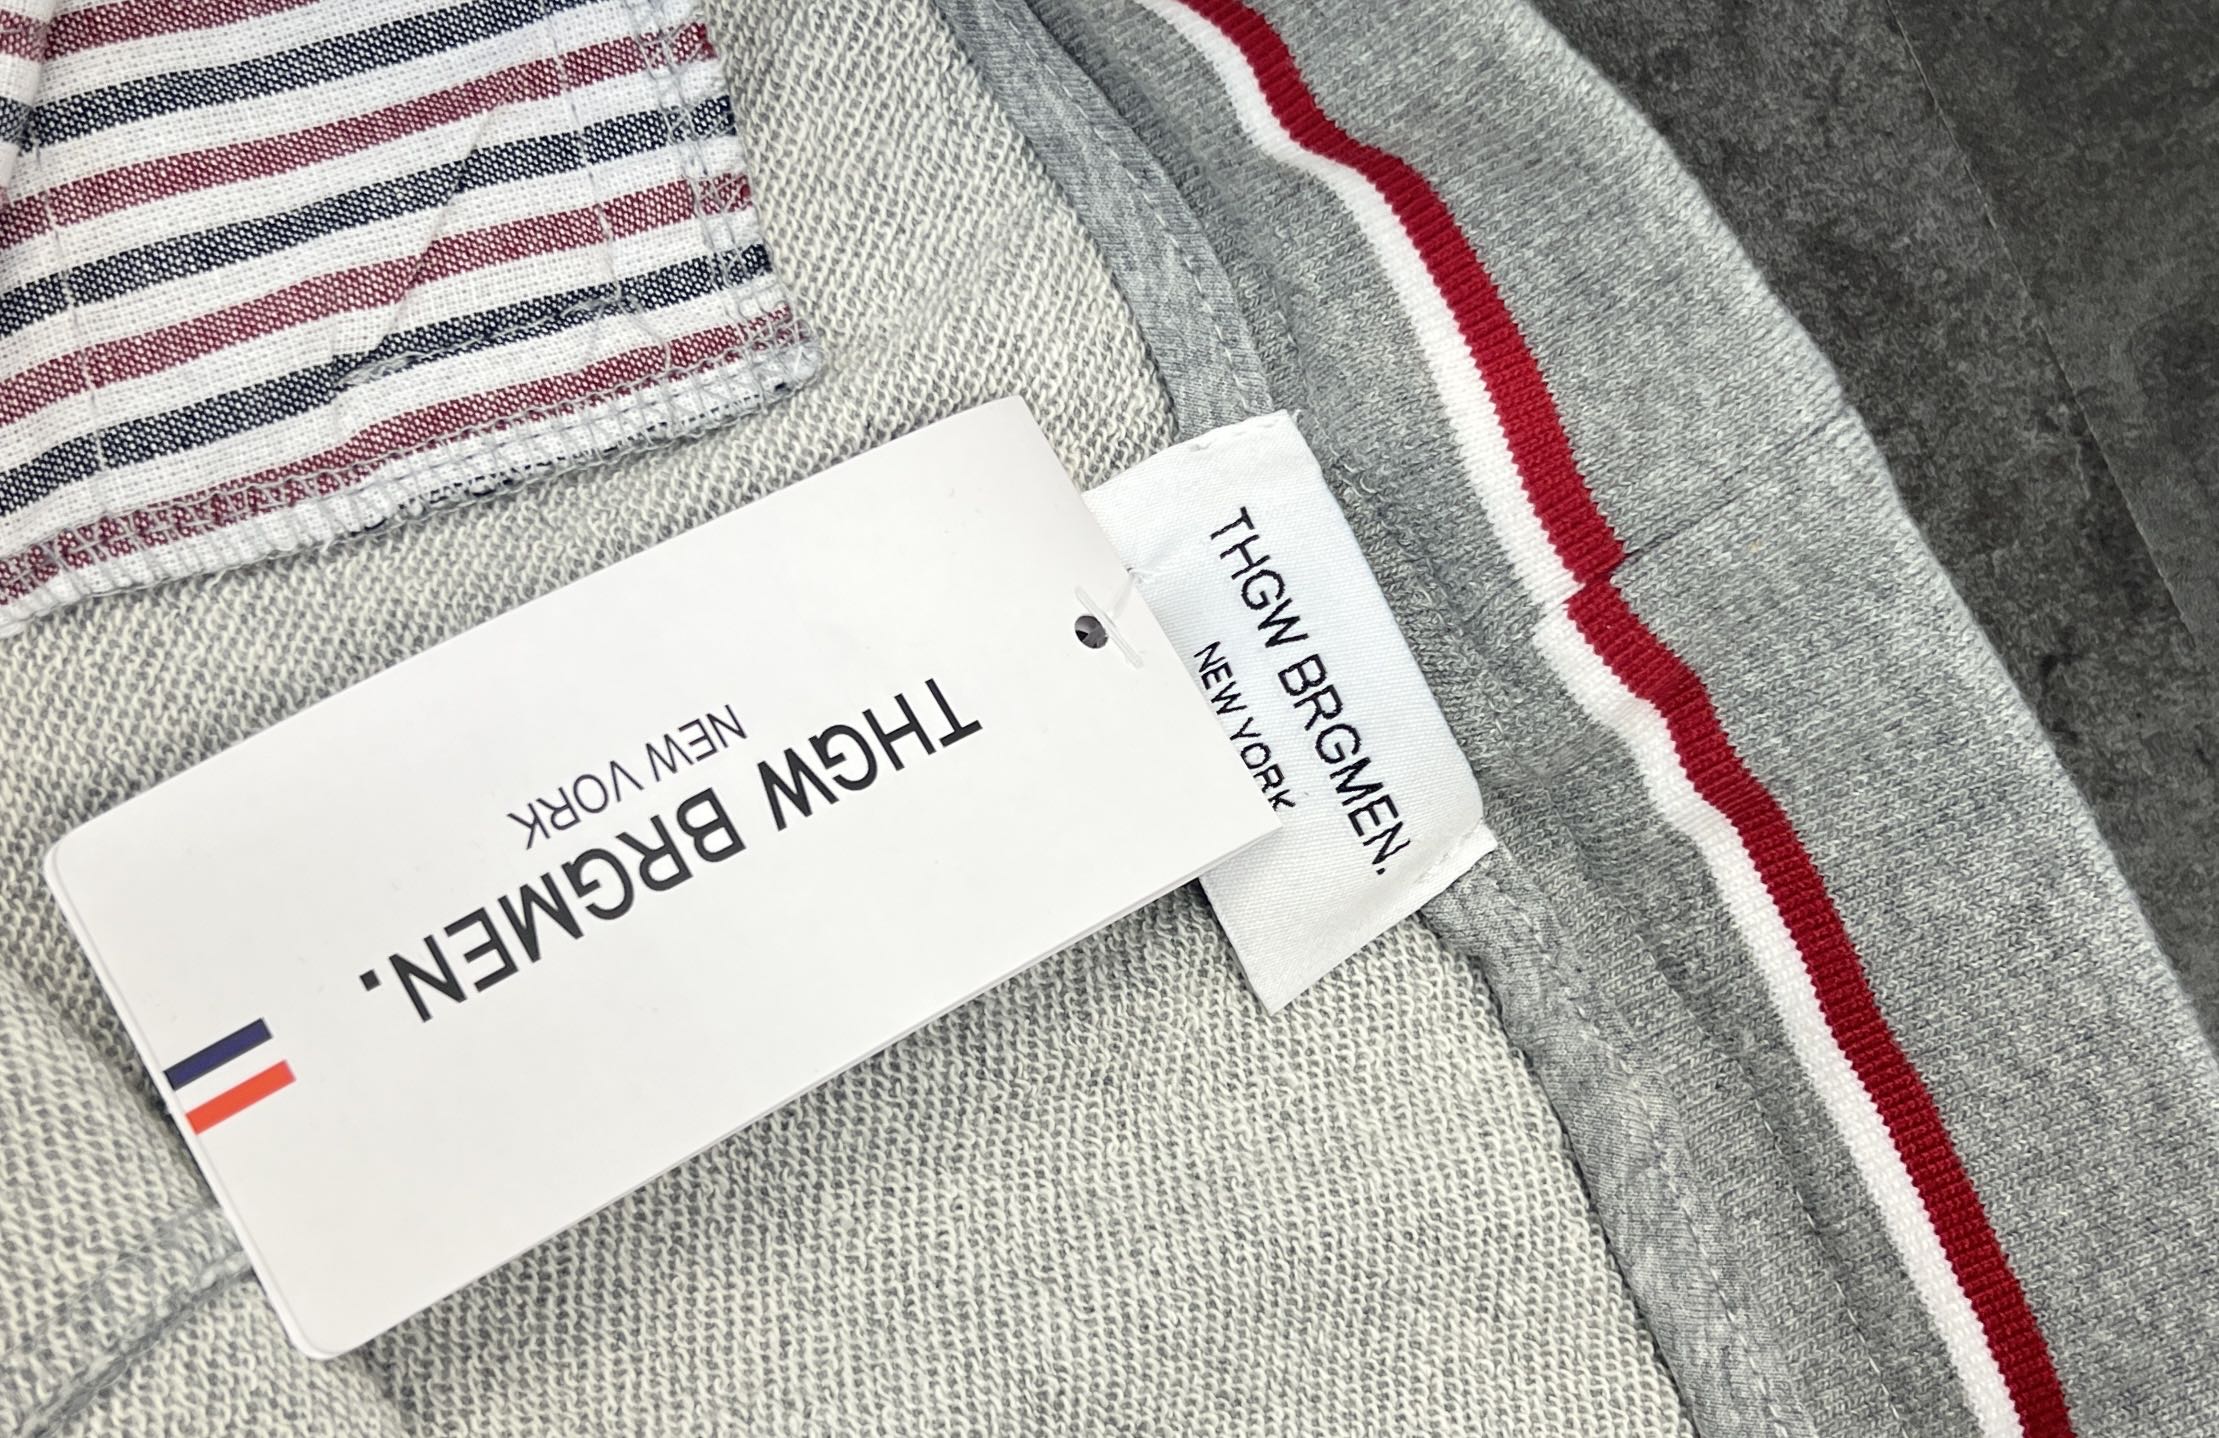 THGW BRGMEN.
NEW VORK
THGW BRGMEN.
NEW YORK